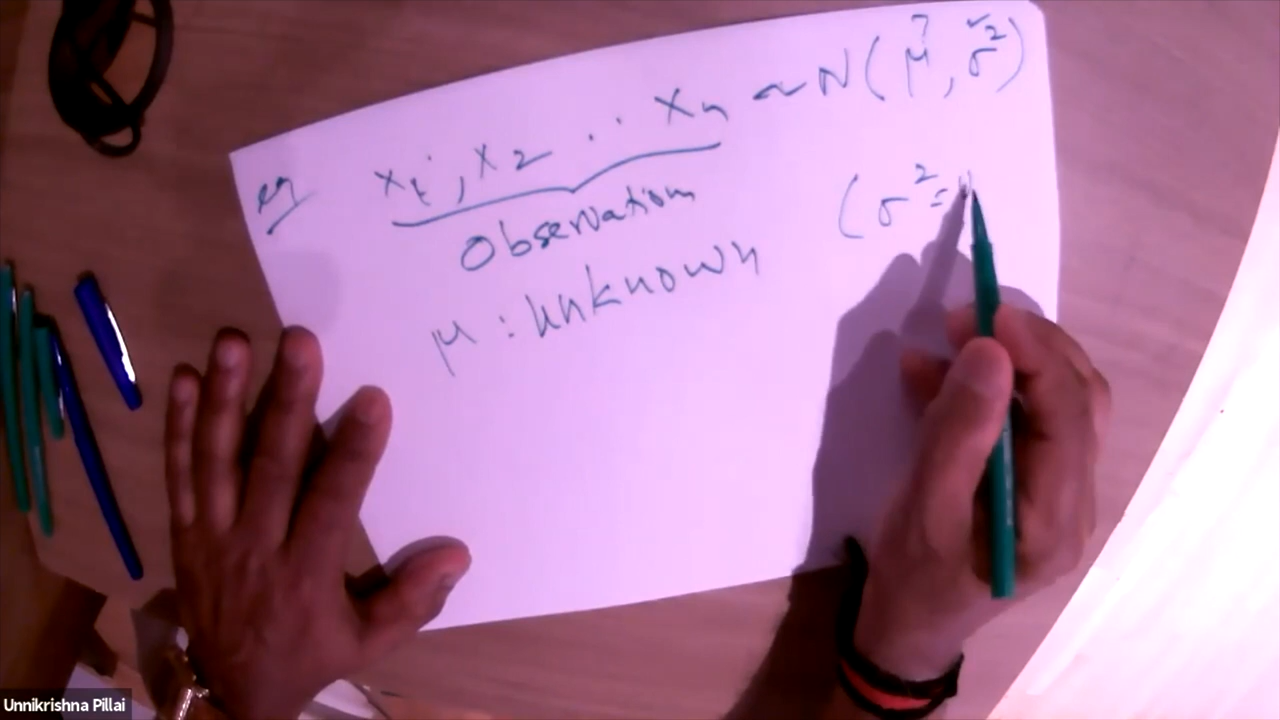 eg x₁, x₂ . . xₙ ~ N(μ, σ²)
?
✓
Observation
(σ² =
μ : unknown
Unnikrishna Pillai